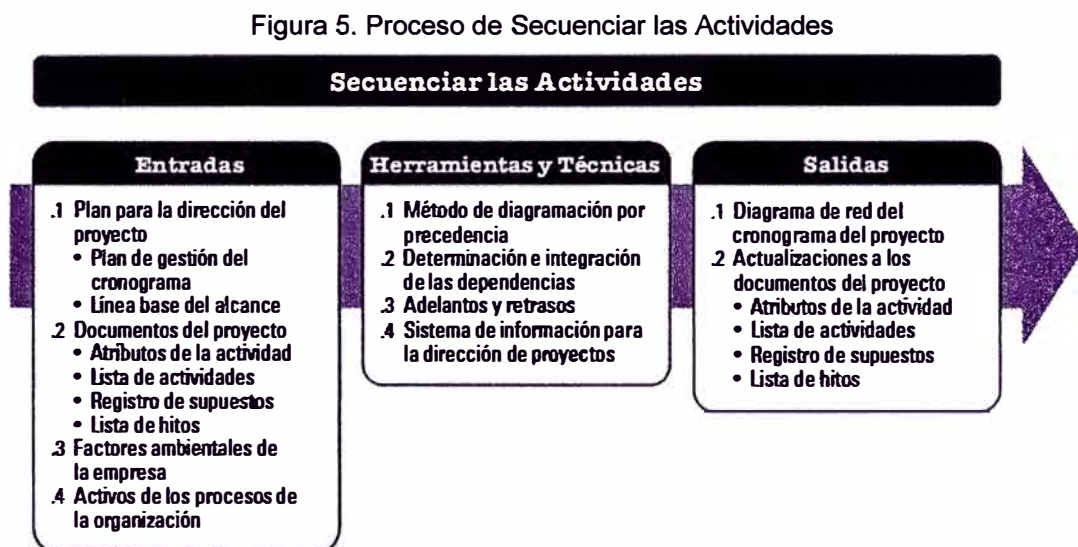 Figura 5. Proceso de Secuenciar las Actividades
Secuenciar las Actividades
Entradas
.1 Plan para la dirección del
proyecto
• Plan de gestión del
cronograma
• Línea base del alcance
.2 Documentos del proyecto
• Atributos de la actividad
• Lista de actividades
• Registro de supuestos
• Lista de hitos
.3 Factores ambientales de
la empresa
.4 Activos de los procesos de
la organización
Herramientas y Técnicas
.1 Método de diagramación por
precedencia
.2 Determinación e integración
de las dependencias
.3 Adelantos y retrasos
.4 Sistema de información para
la dirección de proyectos
Salidas
.1 Diagrama de red del
cronograma del proyecto
.2 Actualizaciones a los
documentos del proyecto
• Atributos de la actividad
• Lista de actividades
• Registro de supuestos
• Lista de hitos